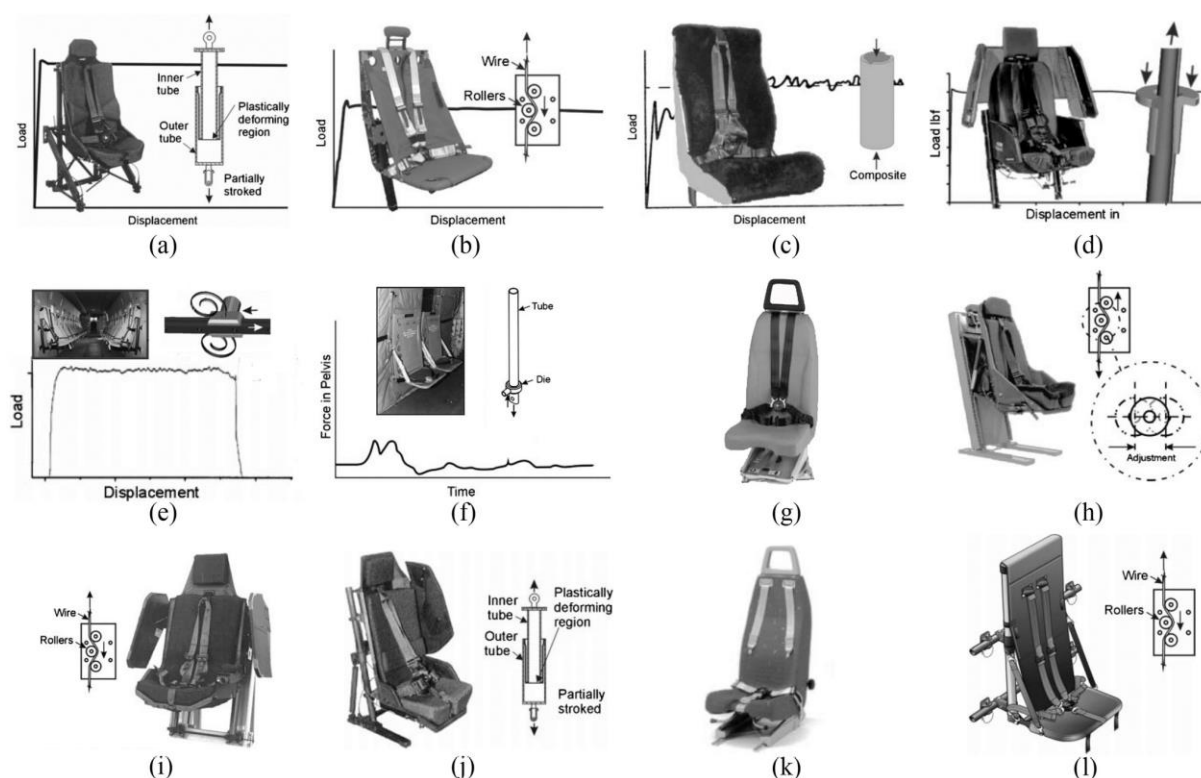 Load
Inner
tube
Plastically
deforming
region
Outer
tube
Partially
stroked
Displacement
(a)
Load
Wire
Rollers
Displacement
(b)
Load
Composite
Displacement
(c)
Load lbf
Displacement in
(d)
Load
Displacement
(e)
Force in Pelvis
Tube
Die
Time
(f)
(g)
Adjustment
(h)
Wire
Rollers
(i)
Inner
tube
Plastically
deforming
region
Outer
tube
Partially
stroked
(j)
(k)
Wire
Rollers
(l)